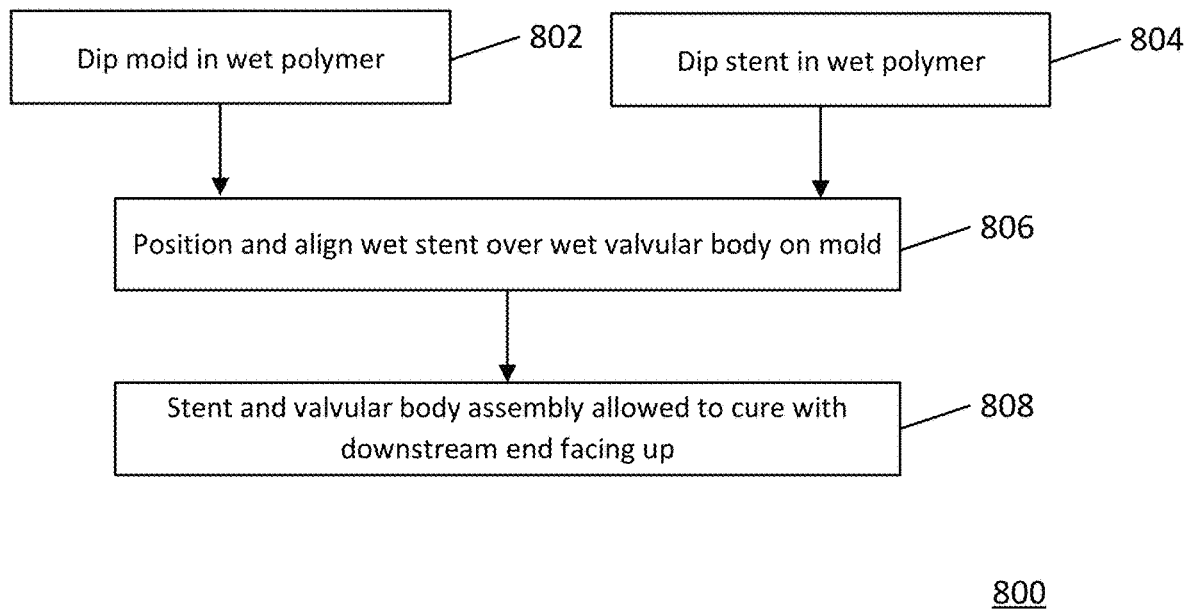 Dip mold in wet polymer
802
Dip stent in wet polymer
804
Position and align wet stent over wet valvular body on mold
806
Stent and valvular body assembly allowed to cure with
downstream end facing up
808
800